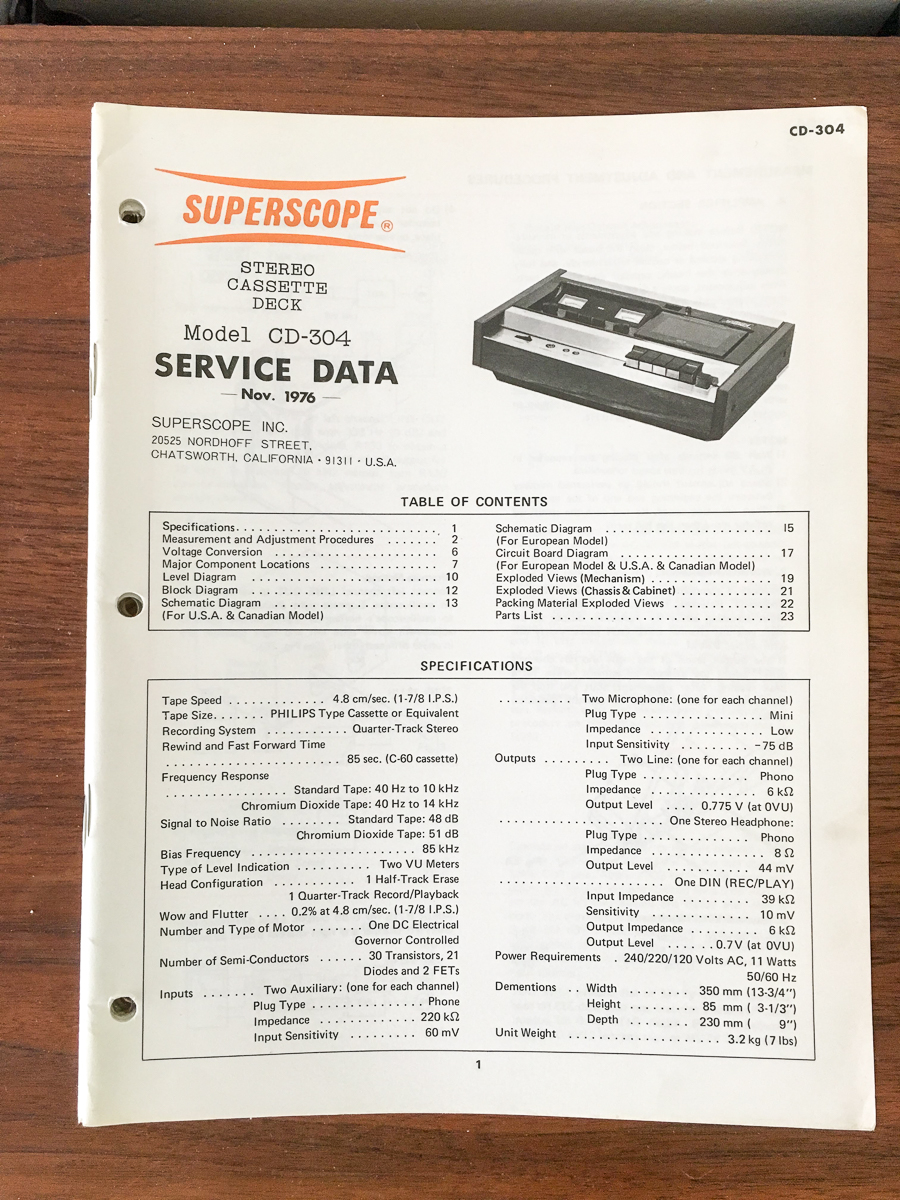 CD-304
SUPERSCOPE®
STEREO
CASSETTE
DECK
Model CD-304
SERVICE DATA
— Nov. 1976 —
SUPERSCOPE INC.
20525 NORDHOFF STREET,
CHATSWORTH, CALIFORNIA · 91311 · U.S.A.
TABLE OF CONTENTS
Specifications. . . . . . . . . . . . . . . . . . . . . . . . . . 1
Measurement and Adjustment Procedures . . . . . . . 2
Voltage Conversion . . . . . . . . . . . . . . . . . . . . . 6
Major Component Locations . . . . . . . . . . . . . . . 7
Level Diagram . . . . . . . . . . . . . . . . . . . . . . . . 10
Block Diagram . . . . . . . . . . . . . . . . . . . . . . . . 12
Schematic Diagram . . . . . . . . . . . . . . . . . . . . . 13
(For U.S.A. & Canadian Model)
Schematic Diagram . . . . . . . . . . . . . . . . . . . . . . 15
(For European Model)
Circuit Board Diagram . . . . . . . . . . . . . . . . . . . . 17
(For European Model & U.S.A. & Canadian Model)
Exploded Views (Mechanism) . . . . . . . . . . . . . . . . 19
Exploded Views (Chassis & Cabinet) . . . . . . . . . . . . 21
Packing Material Exploded Views . . . . . . . . . . . . . 22
Parts List . . . . . . . . . . . . . . . . . . . . . . . . . . . . . 23
SPECIFICATIONS
Tape Speed . . . . . . . . . . . . . 4.8 cm/sec. (1-7/8 I.P.S.)
Tape Size. . . . . . . PHILIPS Type Cassette or Equivalent
Recording System . . . . . . . . . . . Quarter-Track Stereo
Rewind and Fast Forward Time
. . . . . . . . . . . . . . . . . . . . . . . 85 sec. (C-60 cassette)
Frequency Response
. . . . . . . . . . . . . . . . Standard Tape: 40 Hz to 10 kHz
Chromium Dioxide Tape: 40 Hz to 14 kHz
Signal to Noise Ratio . . . . . . . . Standard Tape: 48 dB
Chromium Dioxide Tape: 51 dB
Bias Frequency . . . . . . . . . . . . . . . . . . . . . . 85 kHz
Type of Level Indication . . . . . . . . . . Two VU Meters
Head Configuration . . . . . . . . . . . 1 Half-Track Erase
1 Quarter-Track Record/Playback
Wow and Flutter . . . . 0.2% at 4.8 cm/sec. (1-7/8 I.P.S.)
Number and Type of Motor . . . . . . . One DC Electrical
Governor Controlled
Number of Semi-Conductors . . . . . . 30 Transistors, 21
Diodes and 2 FETs
Inputs . . . . . . . Two Auxiliary: (one for each channel)
Plug Type . . . . . . . . . . . . . . . Phone
Impedance . . . . . . . . . . . . . . 220 kΩ
Input Sensitivity . . . . . . . . . 60 mV
. . . . . . . . . . Two Microphone: (one for each channel)
Plug Type . . . . . . . . . . . . . . . . Mini
Impedance . . . . . . . . . . . . . . . Low
Input Sensitivity . . . . . . . . . −75 dB
Outputs . . . . . . . . . Two Line: (one for each channel)
Plug Type . . . . . . . . . . . . . . Phono
Impedance . . . . . . . . . . . . . . . 6 kΩ
Output Level . . . . 0.775 V (at 0VU)
. . . . . . . . . . . . . . . . . . . . . . One Stereo Headphone:
Plug Type . . . . . . . . . . . . . . Phono
Impedance . . . . . . . . . . . . . . . 8 Ω
Output Level . . . . . . . . . . . 44 mV
. . . . . . . . . . . . . . . . . . . . . . One DIN (REC/PLAY)
Input Impedance . . . . . . . . . 39 kΩ
Sensitivity . . . . . . . . . . . . . 10 mV
Output Impedance . . . . . . . . . 6 kΩ
Output Level . . . . . . 0.7 V (at 0VU)
Power Requirements . 240/220/120 Volts AC, 11 Watts
50/60 Hz
Dementions . . Width . . . . . . . . 350 mm (13-3/4")
Height . . . . . . . . . 85 mm ( 3-1/3")
Depth . . . . . . . . 230 mm ( 9")
Unit Weight . . . . . . . . . . . . . . . . . . . . 3.2 kg (7 lbs)
1